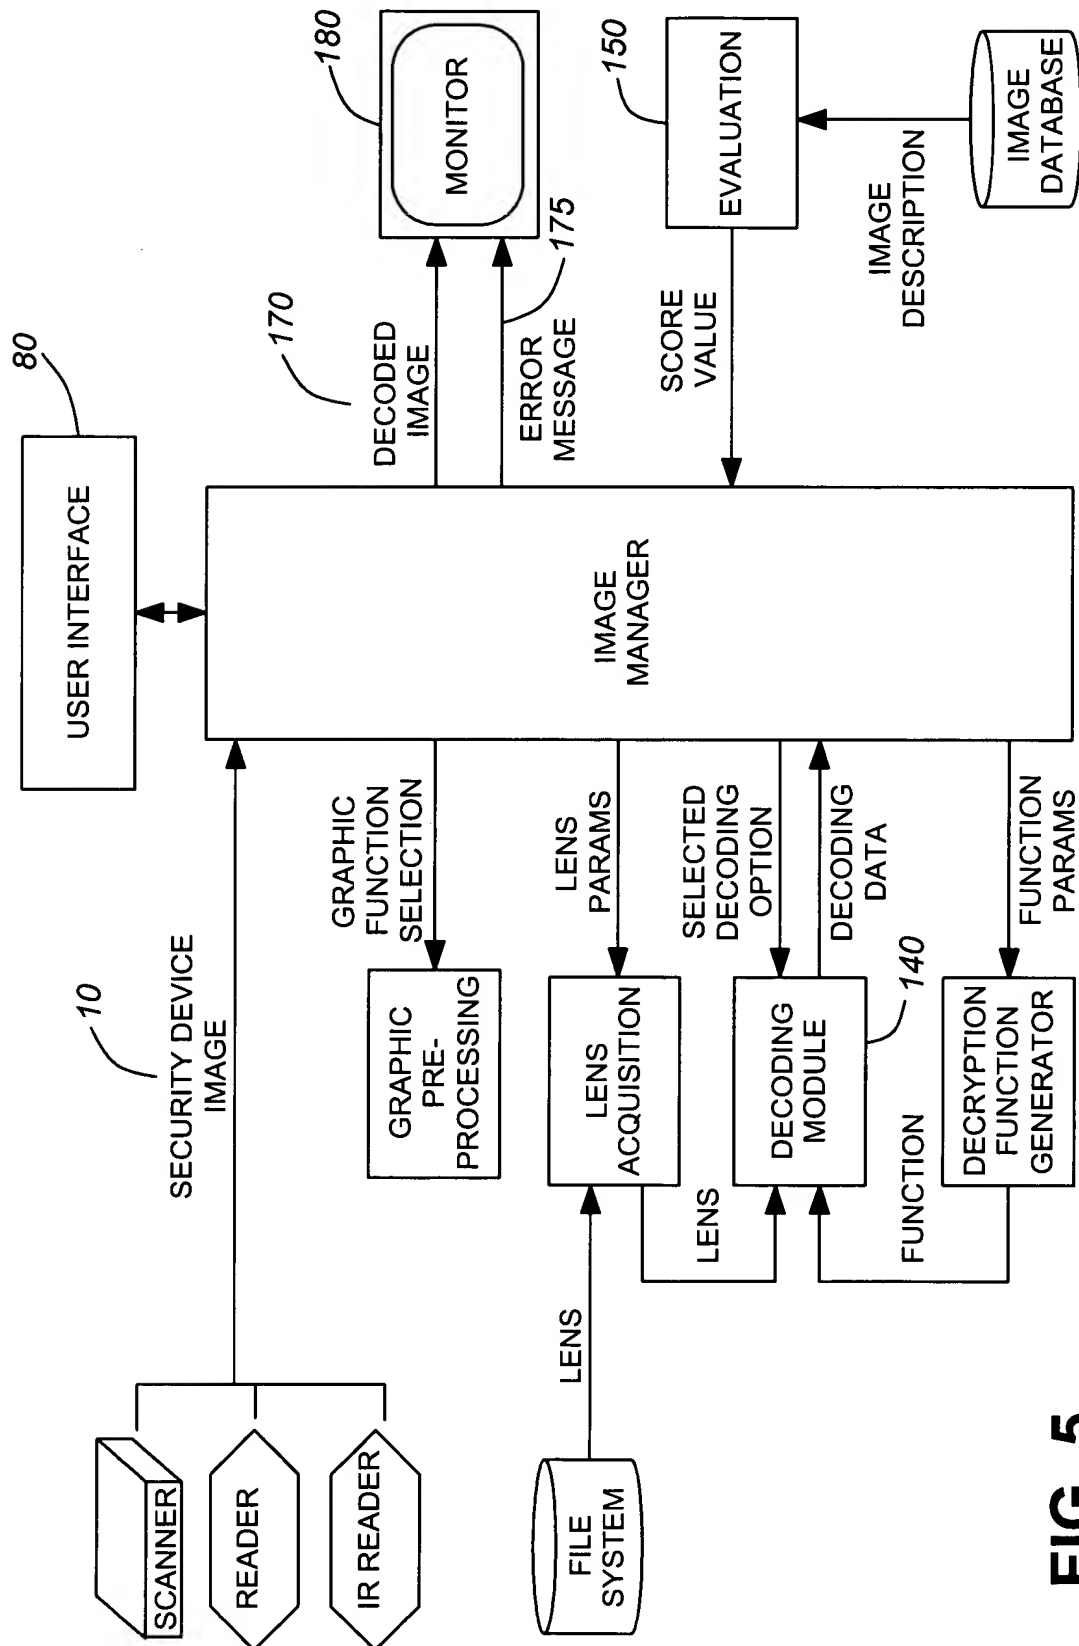 80
USER INTERFACE
10
SECURITY DEVICE
IMAGE
SCANNER
READER
IR READER
170
DECODED
IMAGE
180
MONITOR
ERROR
MESSAGE
175
GRAPHIC
FUNCTION
SELECTION
GRAPHIC
PRE-
PROCESSING
IMAGE
MANAGER
SCORE
VALUE
150
EVALUATION
IMAGE
DESCRIPTION
IMAGE
DATABASE
FILE
SYSTEM
LENS
LENS
PARAMS
LENS
ACQUISITION
LENS
SELECTED
DECODING
OPTION
DECODING
MODULE
140
DECODING
DATA
FUNCTION
DECRYPTION
FUNCTION
GENERATOR
FUNCTION
PARAMS
FIG. 5